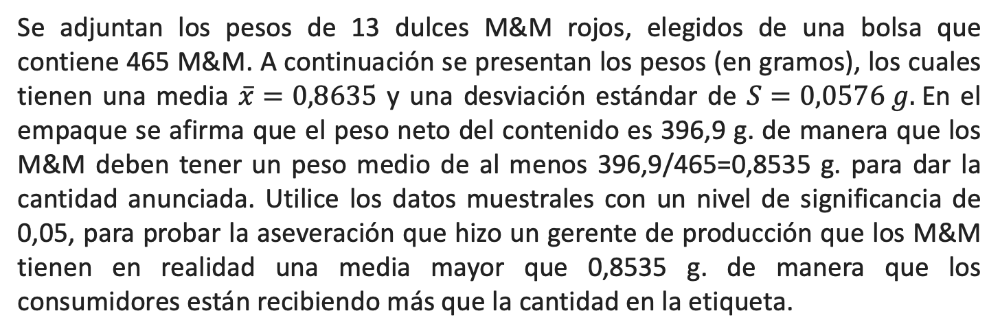 Se adjuntan los pesos de 13 dulces M&M rojos, elegidos de una bolsa que
contiene 465 M&M. A continuación se presentan los pesos (en gramos), los cuales
tienen una media x̄ = 0,8635 y una desviación estándar de S = 0,0576 g. En el
empaque se afirma que el peso neto del contenido es 396,9 g. de manera que los
M&M deben tener un peso medio de al menos 396,9/465=0,8535 g. para dar la
cantidad anunciada. Utilice los datos muestrales con un nivel de significancia de
0,05, para probar la aseveración que hizo un gerente de producción que los M&M
tienen en realidad una media mayor que 0,8535 g. de manera que los
consumidores están recibiendo más que la cantidad en la etiqueta.